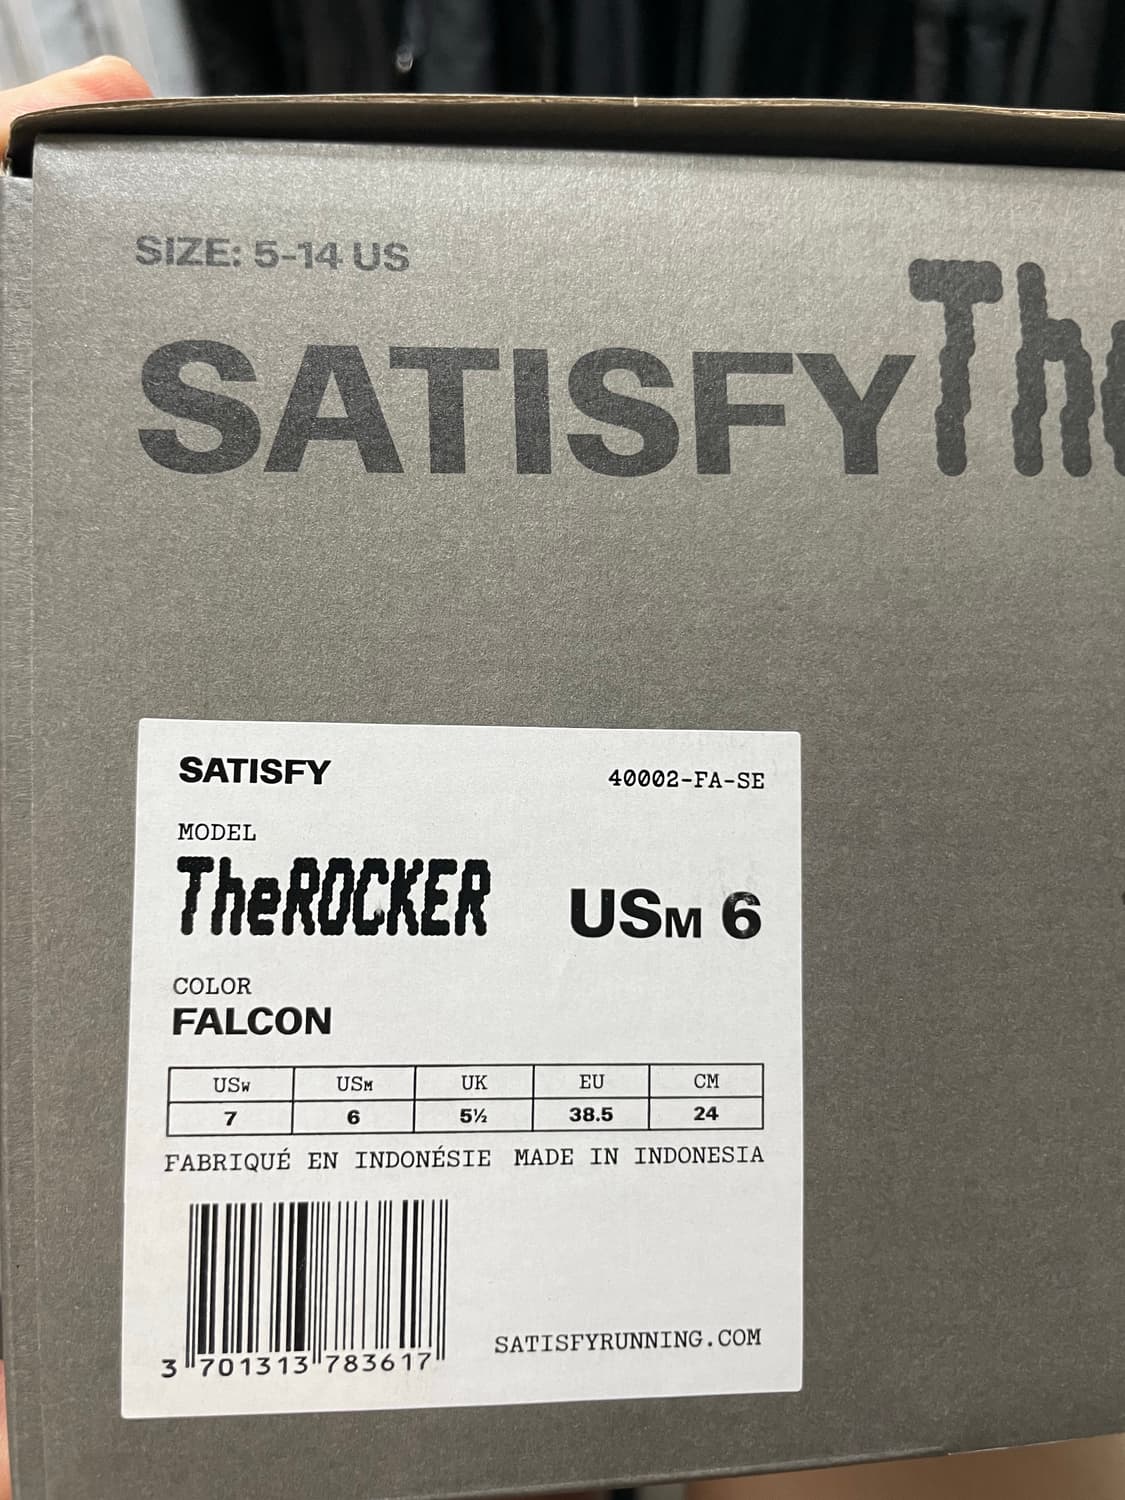 SIZE: 5-14 US
SATISFY The
SATISFY
40002-FA-SE
MODEL
TheROCKER
USM 6
COLOR
FALCON
USW USM UK EU CM
7 6 5½ 38.5 24
FABRIQUÉ EN INDONÉSIE MADE IN INDONESIA
3 701313 783617
SATISFYRUNNING.COM